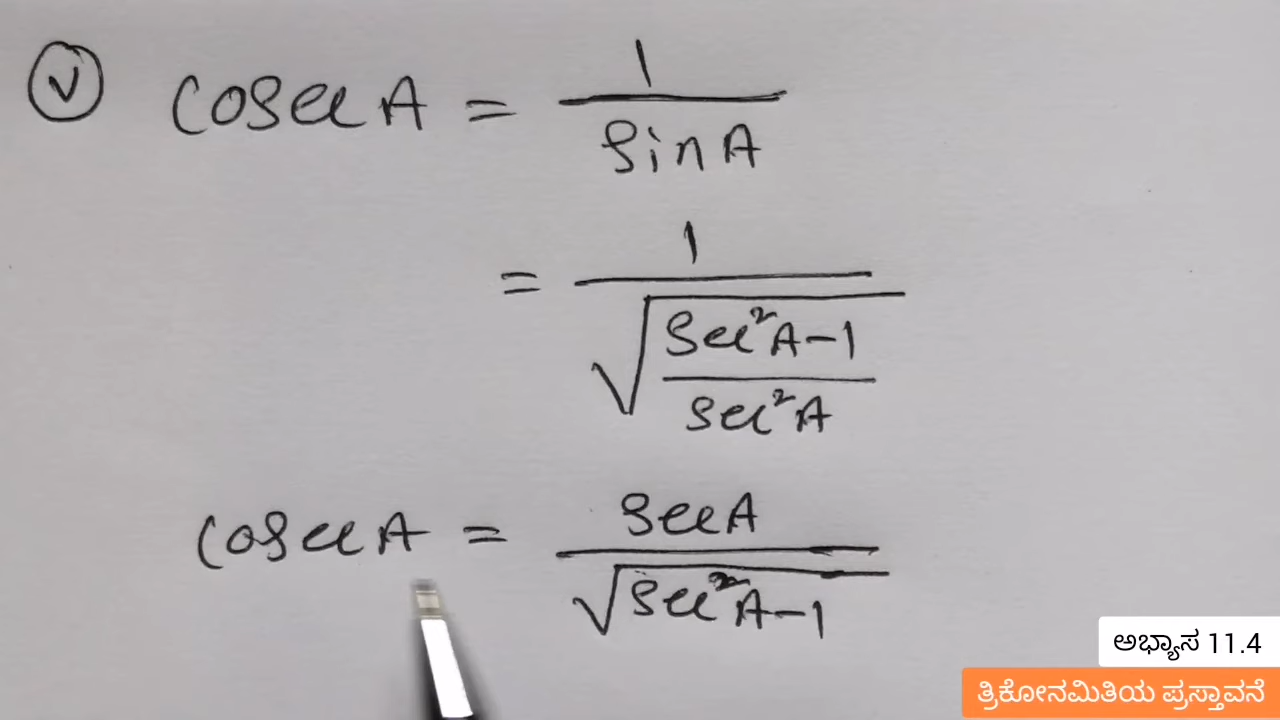 (v) cosec A = 1 / sin A
= 1 / √((sec²A-1) / sec²A)
cosec A = sec A / √(sec²A-1)
ಅಭ್ಯಾಸ 11.4
ತ್ರಿಕೋನಮಿತಿಯ ಪ್ರಸ್ತಾವನೆ